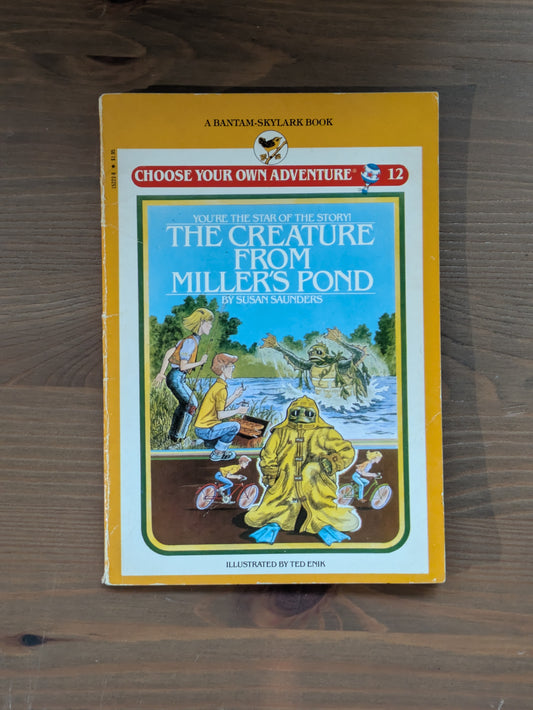 A BANTAM-SKYLARK BOOK
CHOOSE YOUR OWN ADVENTURE® 12
YOU'RE THE STAR OF THE STORY!
THE CREATURE
FROM
MILLER'S POND
BY SUSAN SAUNDERS
ILLUSTRATED BY TED ENIK